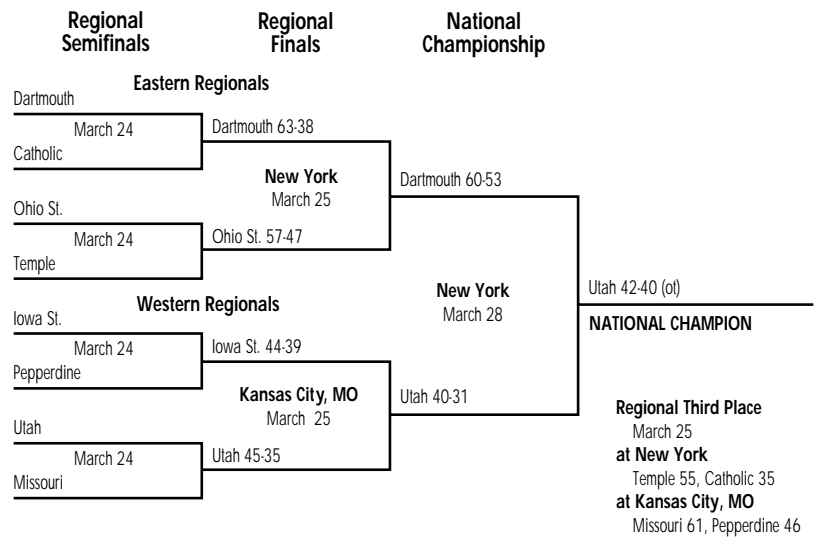 Regional
Semifinals
Regional
Finals
National
Championship
Eastern Regionals
Dartmouth
March 24
Catholic
Dartmouth 63-38
New York
March 25
Ohio St.
March 24
Temple
Ohio St. 57-47
Dartmouth 60-53
Western Regionals
Iowa St.
March 24
Pepperdine
Iowa St. 44-39
Kansas City, MO
March 25
Utah
March 24
Missouri
Utah 45-35
Utah 40-31
New York
March 28
Utah 42-40 (ot)
NATIONAL CHAMPION
Regional Third Place
March 25
at New York
Temple 55, Catholic 35
at Kansas City, MO
Missouri 61, Pepperdine 46